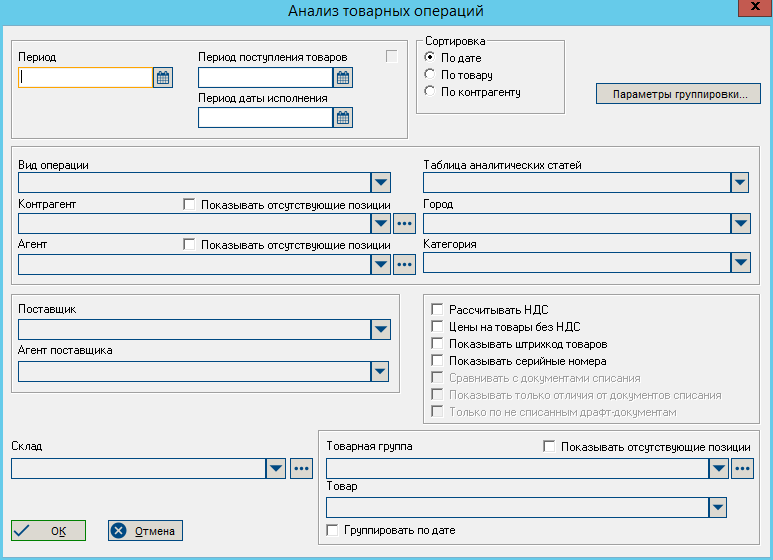 Анализ товарных операций
x
Период
Период поступления товаров
Период даты исполнения
Сортировка
По дате
По товару
По контрагенту
Параметры группировки...
Вид операции
Таблица аналитических статей
Контрагент
Показывать отсутствующие позиции
Город
Агент
Показывать отсутствующие позиции
Категория
Поставщик
Агент поставщика
Рассчитывать НДС
Цены на товары без НДС
Показывать штрихкод товаров
Показывать серийные номера
Сравнивать с документами списания
Показывать только отличия от документов списания
Только по не списанным драфт-документам
Склад
Товарная группа
Показывать отсутствующие позиции
Товар
Группировать по дате
ОК
Отмена